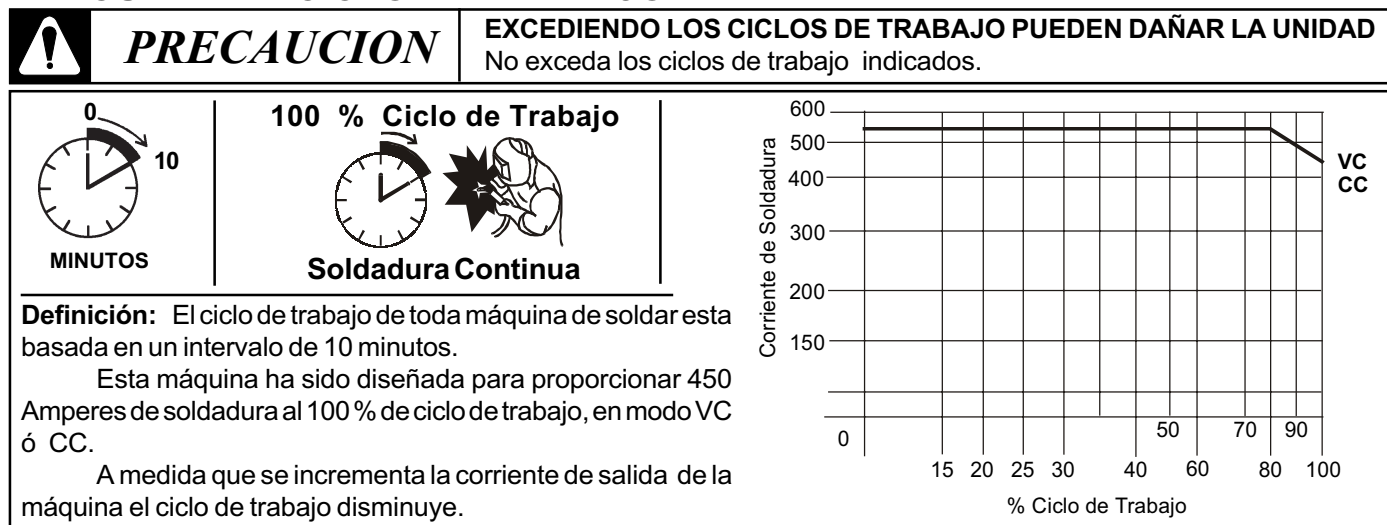 PRECAUCION
EXCEDIENDO LOS CICLOS DE TRABAJO PUEDEN DAÑAR LA UNIDAD
No exceda los ciclos de trabajo indicados.
0
10
MINUTOS
100 % Ciclo de Trabajo
Soldadura Continua
Definición: El ciclo de trabajo de toda máquina de soldar esta
basada en un intervalo de 10 minutos.
Esta máquina ha sido diseñada para proporcionar 450
Amperes de soldadura al 100 % de ciclo de trabajo, en modo VC
ó CC.
A medida que se incrementa la corriente de salida de la
máquina el ciclo de trabajo disminuye.
Corriente de Soldadura
600
500
400
300
200
150
0
VC
CC
50 70 90
15 20 25 30 40 60 80 100
% Ciclo de Trabajo